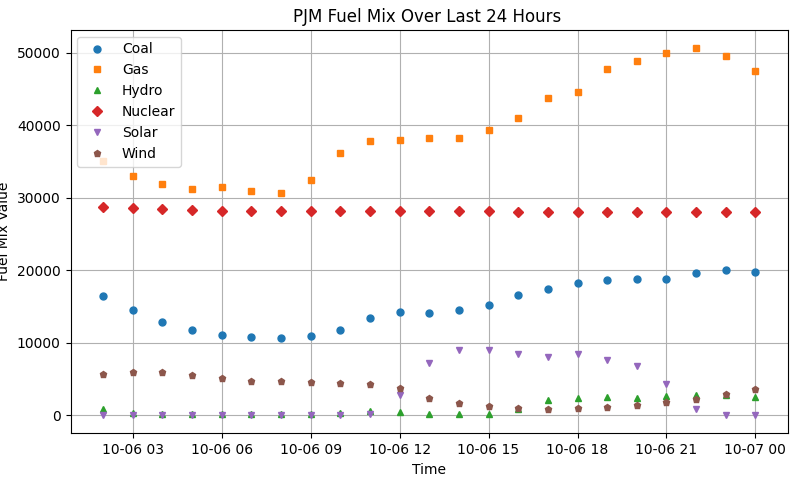 PJM Fuel Mix Over Last 24 Hours
Coal
Gas
Hydro
Nuclear
Solar
Wind
50000
40000
30000
20000
10000
0
Fuel Mix Value
10-06 03 10-06 06 10-06 09 10-06 12 10-06 15 10-06 18 10-06 21 10-07 00
Time